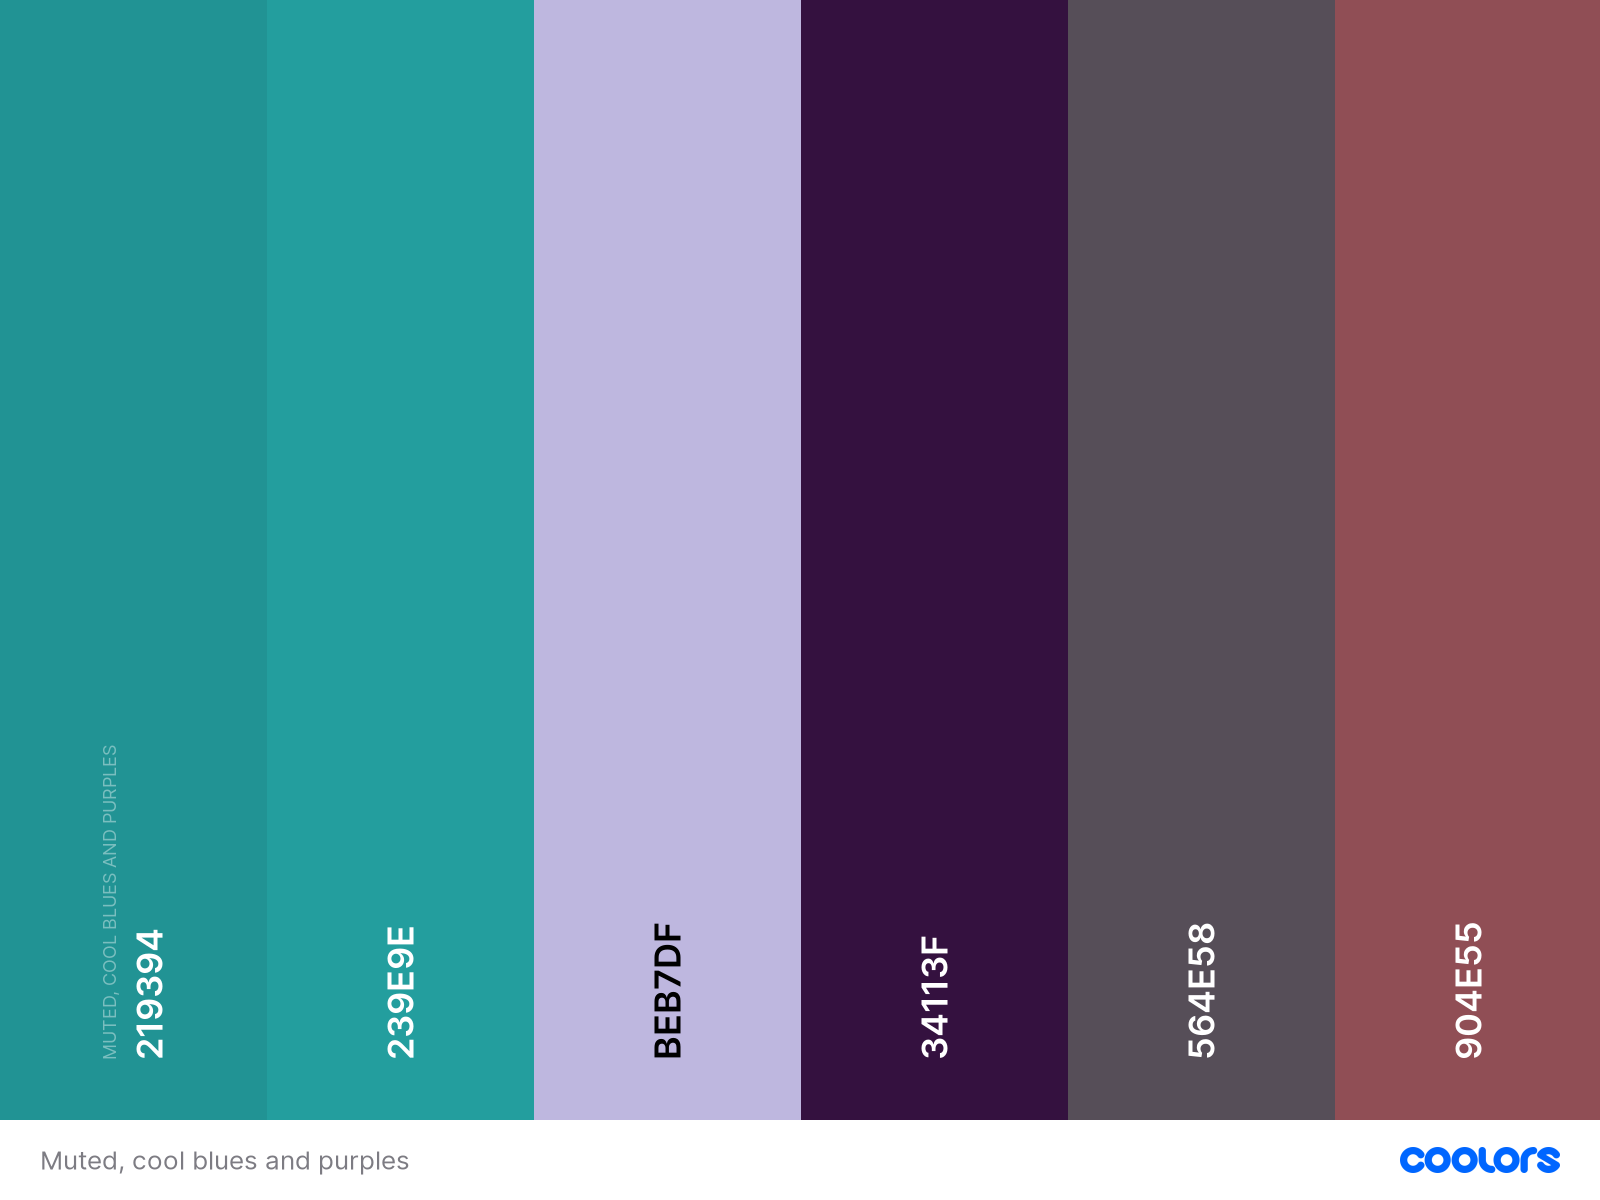 MUTED, COOL BLUES AND PURPLES
219394
239E9E
BEB7DF
34113F
564E58
904E55
Muted, cool blues and purples
coolors